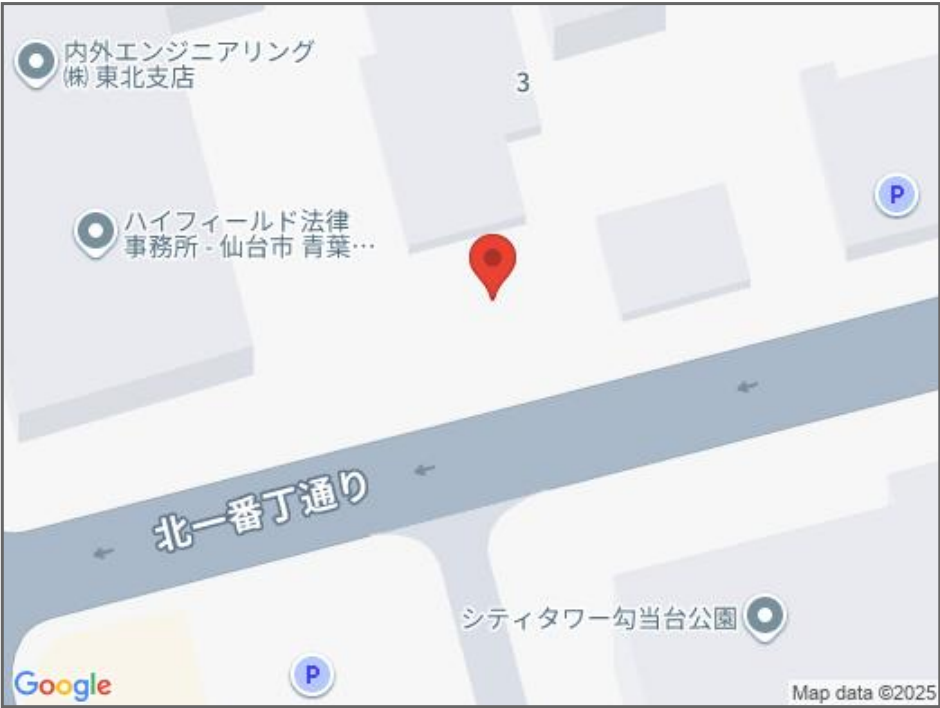 内外エンジニアリング
㈱ 東北支店
3
P
ハイフィールド法律
事務所 - 仙台市 青葉…
北一番丁通り
シティタワー勾当台公園
P
Google
Map data ©2025